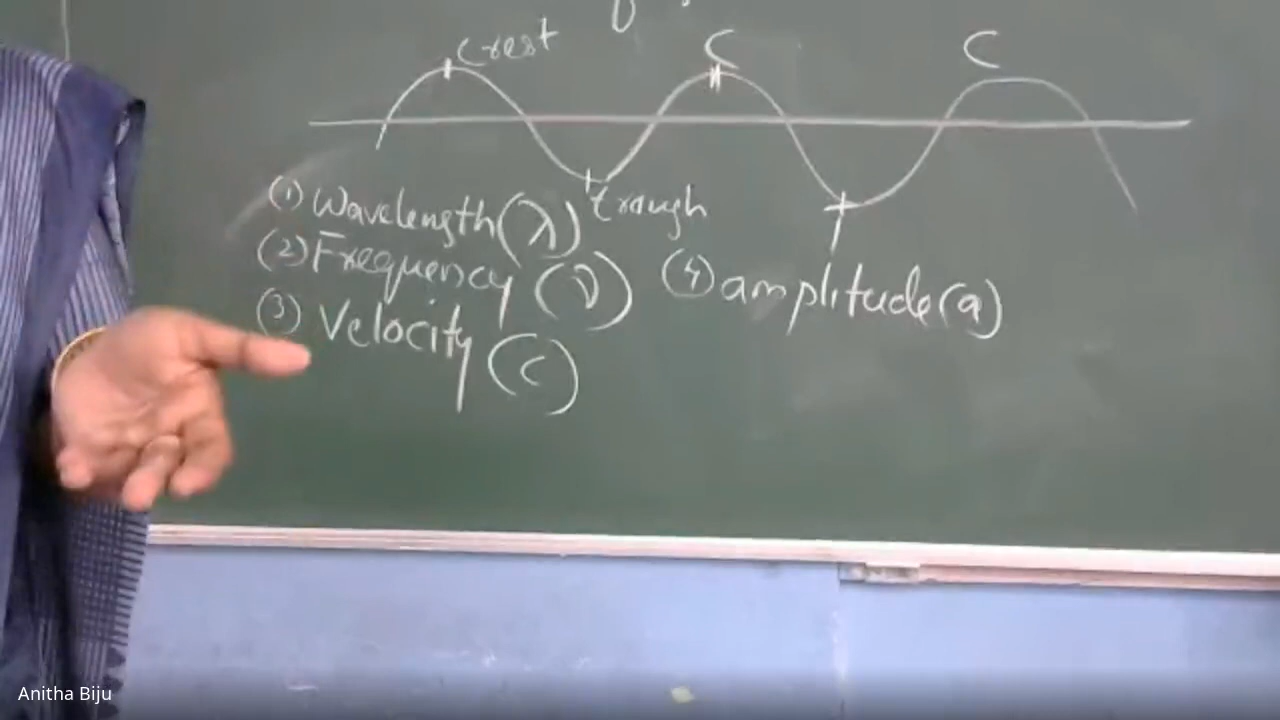 Crest C C
trough T
(1) Wavelength (λ)
(2) Frequency (ν) (4) amplitude (a)
(3) Velocity (c)
Anitha Biju